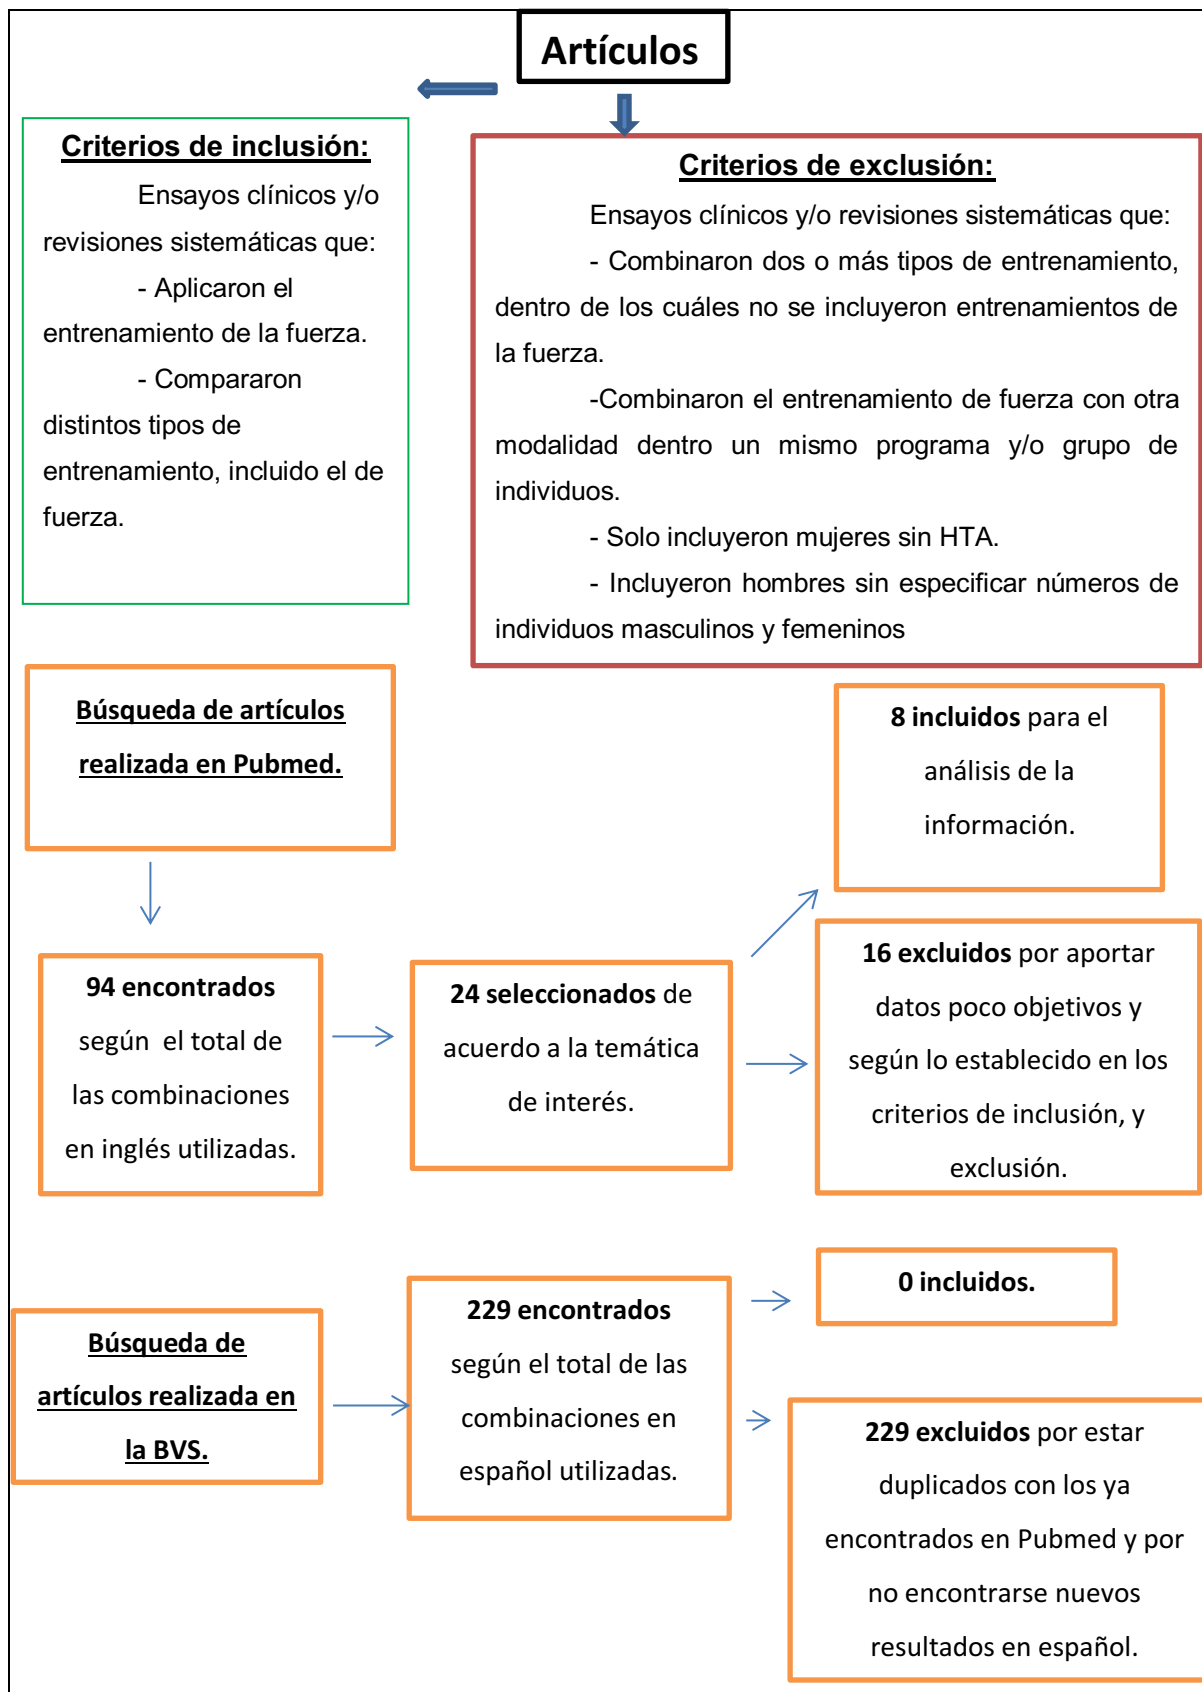 Artículos
Criterios de inclusión:
Ensayos clínicos y/o
revisiones sistemáticas que:
- Aplicaron el
entrenamiento de la fuerza.
- Compararon
distintos tipos de
entrenamiento, incluido el de
fuerza.
Criterios de exclusión:
Ensayos clínicos y/o revisiones sistemáticas que:
- Combinaron dos o más tipos de entrenamiento,
dentro de los cuáles no se incluyeron entrenamientos de
la fuerza.
-Combinaron el entrenamiento de fuerza con otra
modalidad dentro un mismo programa y/o grupo de
individuos.
- Solo incluyeron mujeres sin HTA.
- Incluyeron hombres sin especificar números de
individuos masculinos y femeninos
Búsqueda de artículos
realizada en Pubmed.
94 encontrados
según el total de
las combinaciones
en inglés utilizadas.
24 seleccionados de
acuerdo a la temática
de interés.
8 incluidos para el
análisis de la
información.
16 excluidos por aportar
datos poco objetivos y
según lo establecido en los
criterios de inclusión, y
exclusión.
Búsqueda de
artículos realizada en
la BVS.
229 encontrados
según el total de las
combinaciones en
español utilizadas.
0 incluidos.
229 excluidos por estar
duplicados con los ya
encontrados en Pubmed y por
no encontrarse nuevos
resultados en español.